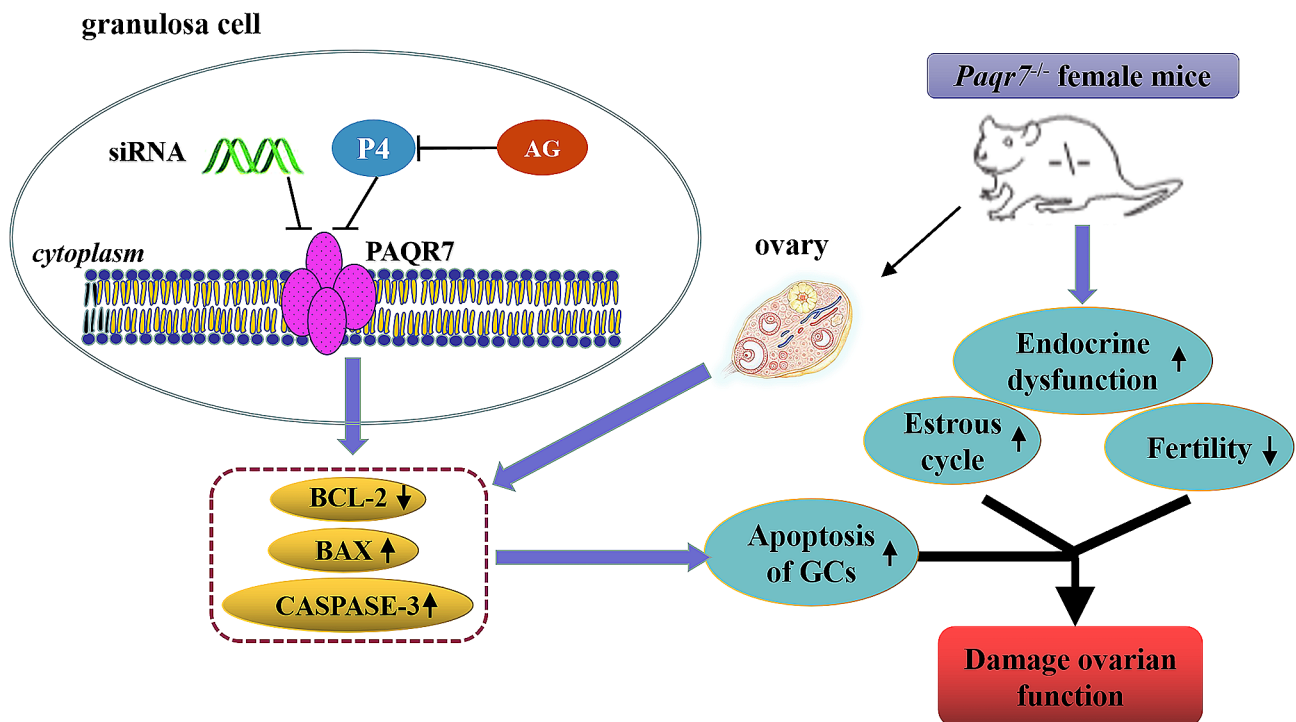 granulosa cell
siRNA
P4
AG
cytoplasm
PAQR7
Paqr7-/- female mice
-\-
ovary
Endocrine
dysfunction ↑
Estrous
cycle ↑
Fertility ↓
BCL-2 ↓
BAX ↑
CASPASE-3 ↑
Apoptosis
of GCs ↑
Damage ovarian
function